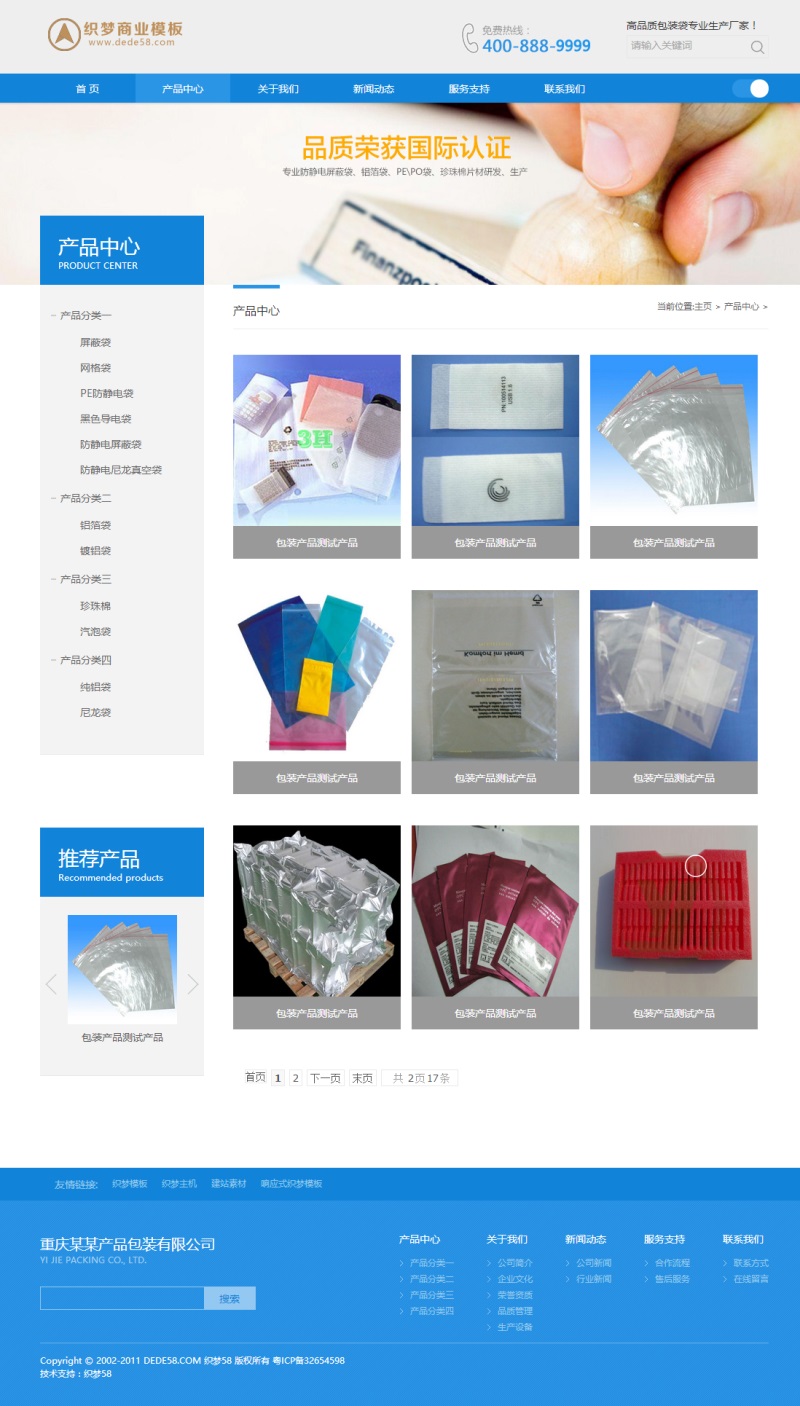 织梦商业模板
www.dede58.com
免费热线：
400-888-9999
高品质包装袋专业生产厂家！
请输入关键词
首 页
产品中心
关于我们
新闻动态
服务支持
联系我们
品质荣获国际认证
专业防静电屏蔽袋、铝箔袋、PE\PO袋、珍珠棉片材研发、生产
Finanzpo
产品中心
PRODUCT CENTER
产品分类一
屏蔽袋
网格袋
PE防静电袋
黑色导电袋
防静电屏蔽袋
防静电尼龙真空袋
产品分类二
铝箔袋
镀铝袋
产品分类三
珍珠棉
汽泡袋
产品分类四
纯铝袋
尼龙袋
产品中心
当前位置:主页 > 产品中心 >
3H
包装产品测试产品
PN:100034113
USB 1.5
包装产品测试产品
包装产品测试产品
包装产品测试产品
包装产品测试产品
包装产品测试产品
包装产品测试产品
包装产品测试产品
包装产品测试产品
推荐产品
Recommended products
包装产品测试产品
首页 1 2 下一页 末页 共 2页17条
友情链接: 织梦模板 织梦主机 建站素材 响应式织梦模板
重庆某某产品包装有限公司
YI JIE PACKING CO., LTD.
搜索
产品中心
产品分类一
产品分类二
产品分类三
产品分类四
关于我们
公司简介
企业文化
荣誉资质
品质管理
生产设备
新闻动态
公司新闻
行业新闻
服务支持
合作流程
售后服务
联系我们
联系方式
在线留言
Copyright © 2002-2011 DEDE58.COM 织梦58 版权所有 粤ICP备32654598
技术支持：织梦58